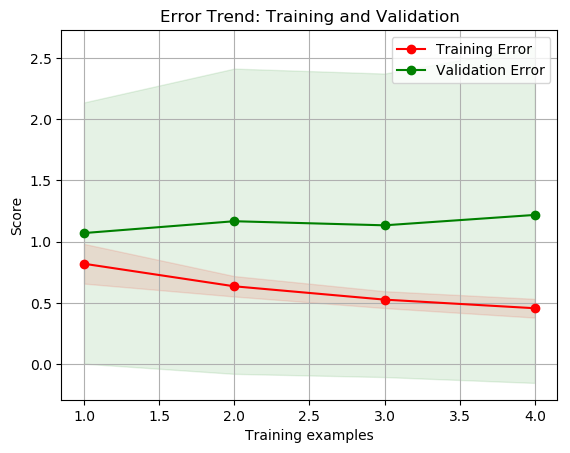 Error Trend: Training and Validation
Training Error
Validation Error
Score
2.5
2.0
1.5
1.0
0.5
0.0
1.0 1.5 2.0 2.5 3.0 3.5 4.0
Training examples